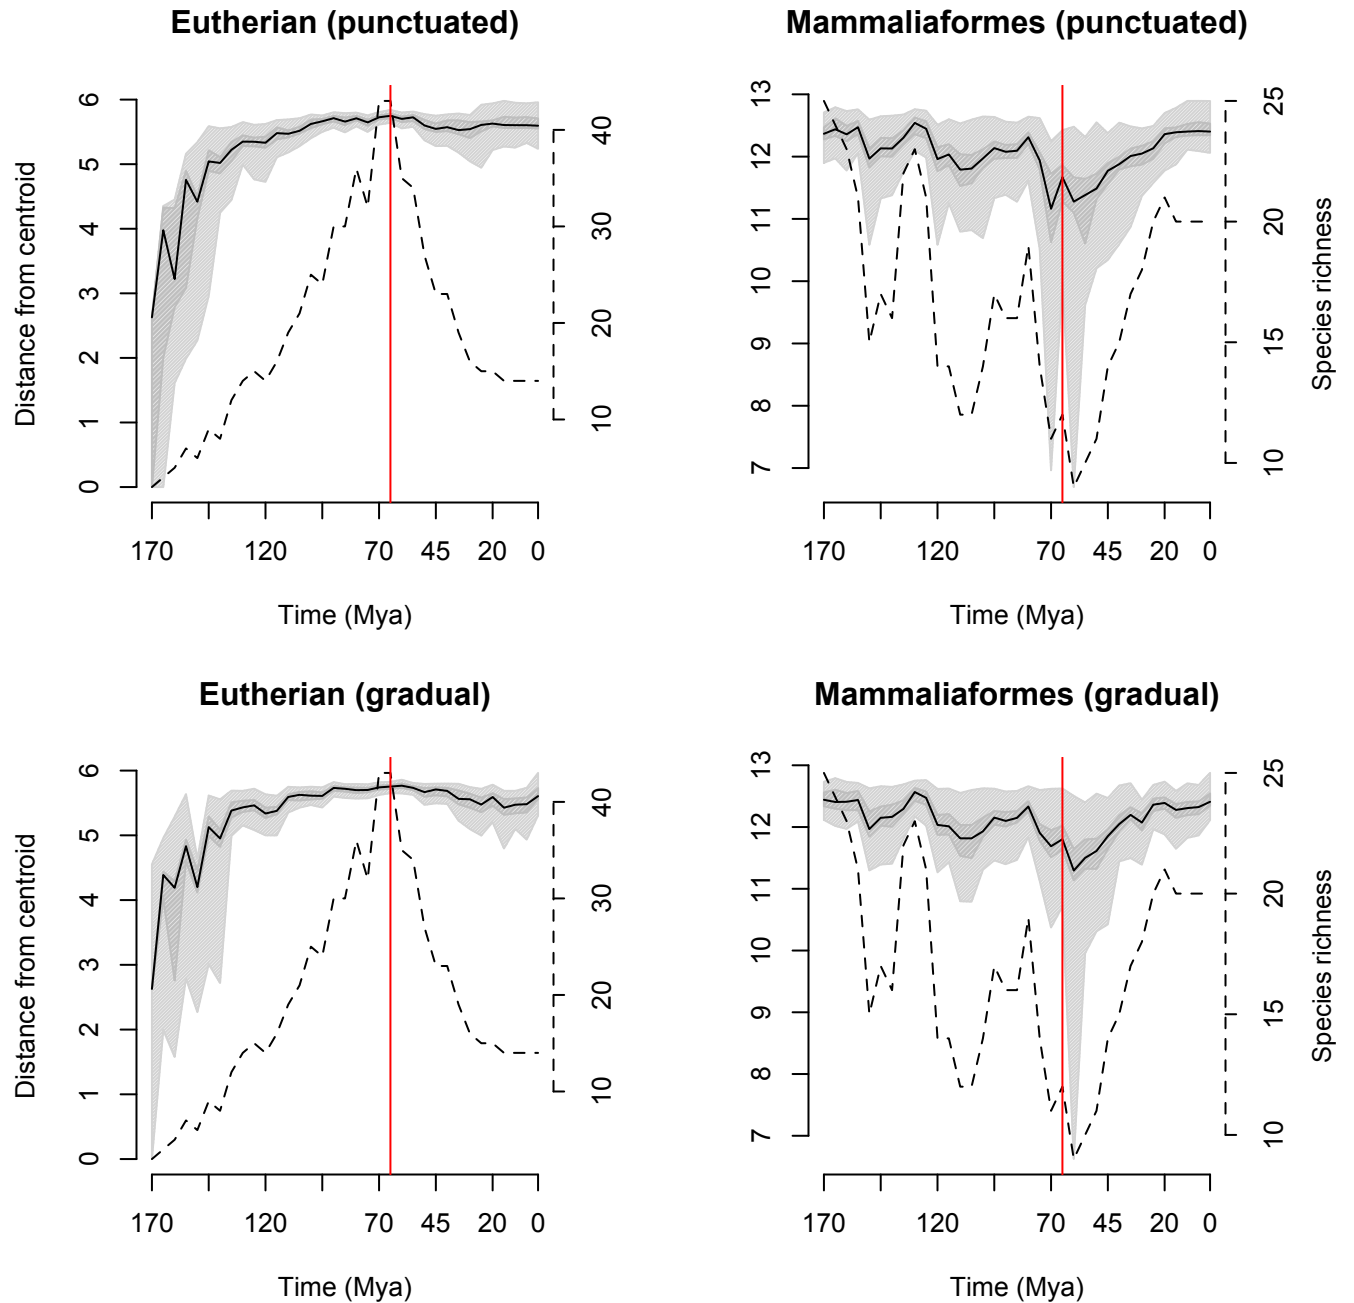 Eutherian (punctuated)
Distance from centroid
0 1 2 3 4 5 6
10 20 30 40
170 120 70 45 20 0
Time (Mya)
Mammaliaformes (punctuated)
7 8 9 10 11 12 13
10 15 20 25
Species richness
170 120 70 45 20 0
Time (Mya)
Eutherian (gradual)
Distance from centroid
0 1 2 3 4 5 6
10 20 30 40
170 120 70 45 20 0
Time (Mya)
Mammaliaformes (gradual)
7 8 9 10 11 12 13
10 15 20 25
Species richness
170 120 70 45 20 0
Time (Mya)